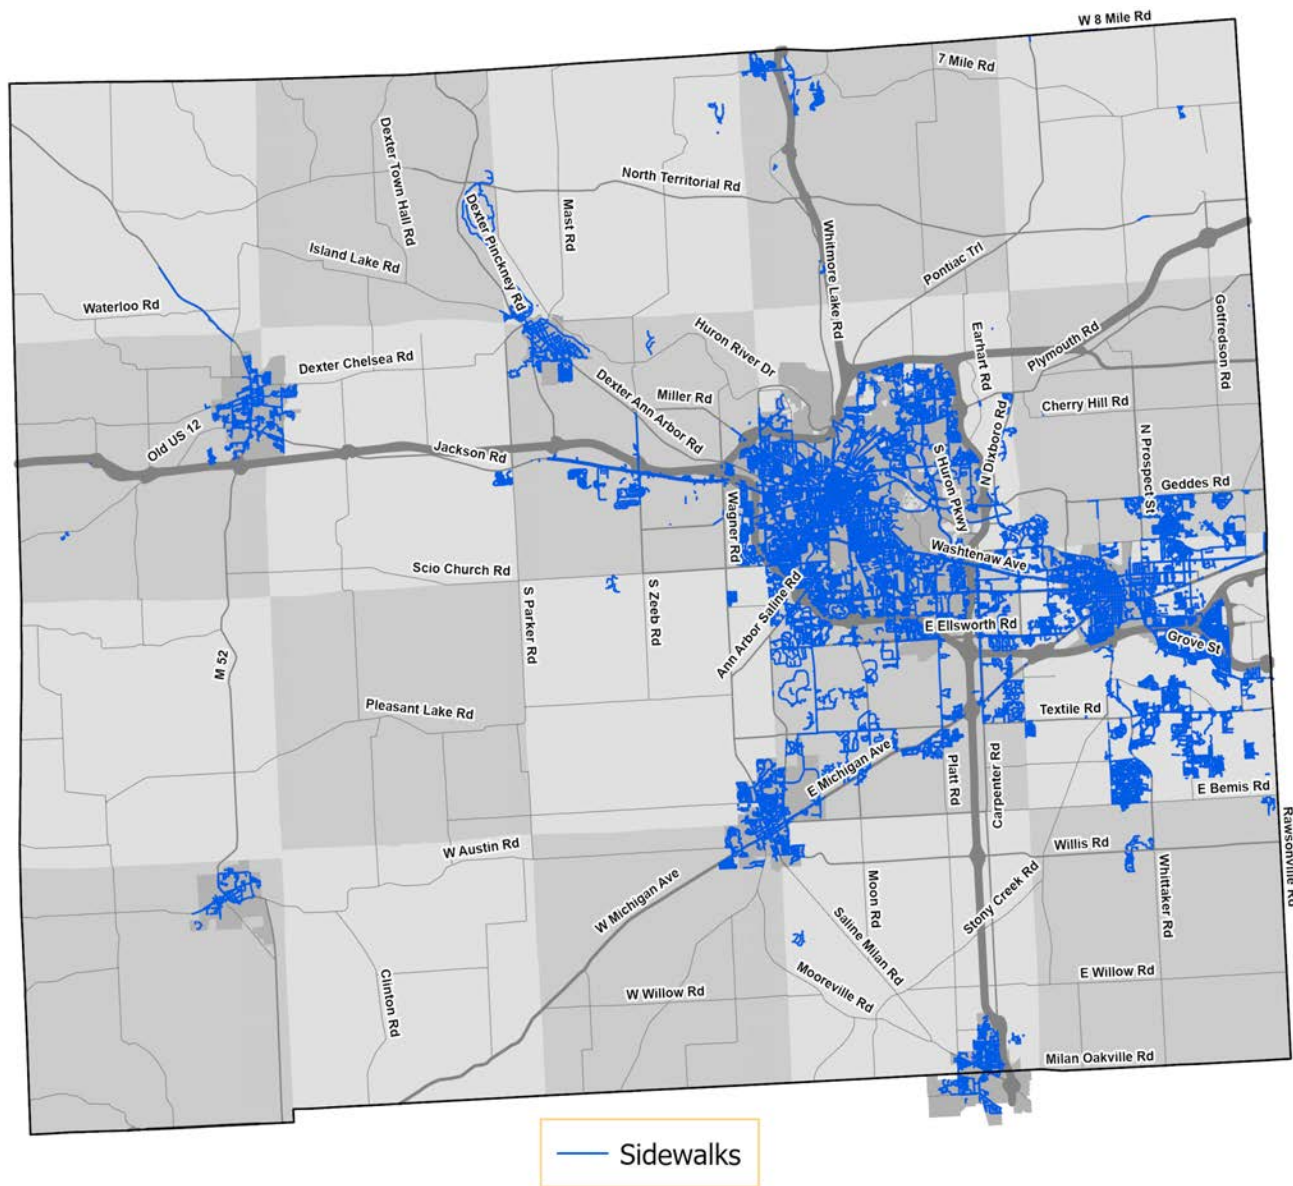 W 8 Mile Rd
7 Mile Rd
Dexter Town Hall Rd
North Territorial Rd
Mast Rd
Dexter Pinckney Rd
Island Lake Rd
Whitmore Lake Rd
Pontiac Trl
Waterloo Rd
Gotfredson Rd
Huron River Dr
Earhart Rd
Plymouth Rd
Dexter Chelsea Rd
Miller Rd
Dexter Ann Arbor Rd
Cherry Hill Rd
Old US 12
Jackson Rd
S Huron Pkwy
N Dixboro Rd
N Prospect St
Geddes Rd
Wagner Rd
Washtenaw Ave
Scio Church Rd
S Parker Rd
S Zeeb Rd
Ann Arbor Saline Rd
E Ellsworth Rd
Grove St
M 52
Pleasant Lake Rd
Textile Rd
E Michigan Ave
Platt Rd
Carpenter Rd
E Bemis Rd
W Austin Rd
Willis Rd
Rawsonville Rd
W Michigan Ave
Moon Rd
Stony Creek Rd
Whittaker Rd
Saline Milan Rd
Clinton Rd
Mooreville Rd
W Willow Rd
E Willow Rd
Milan Oakville Rd
Sidewalks